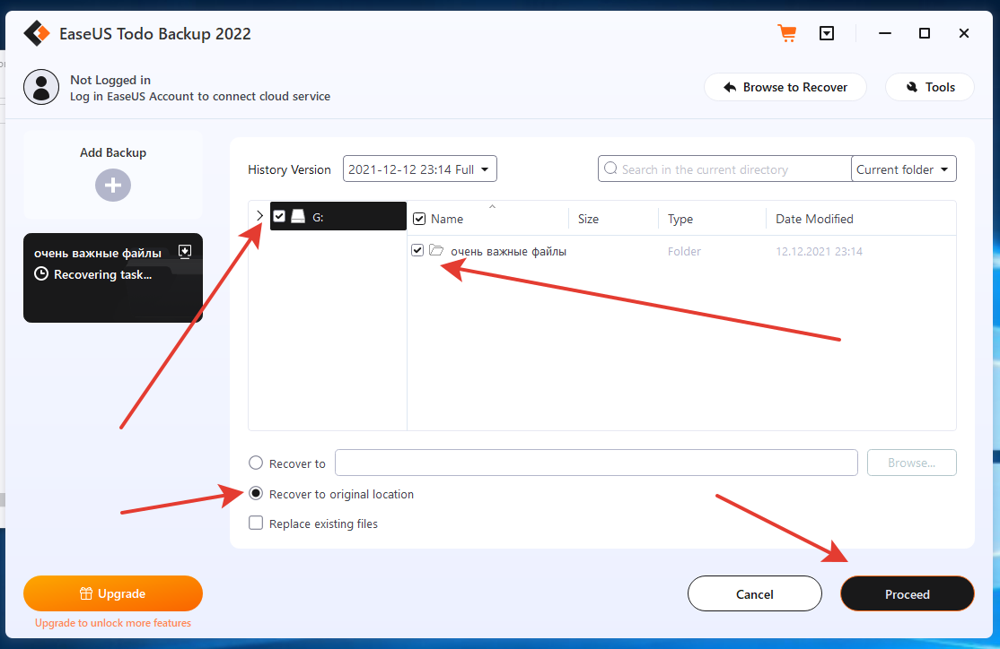 EaseUS Todo Backup 2022
Not Logged in
Log in EaseUS Account to connect cloud service
Browse to Recover
Tools
Add Backup
очень важные файлы
Recovering task...
History Version
2021-12-12 23:14 Full
Search in the current directory
Current folder
G:
Name
Size
Type
Date Modified
очень важные файлы
Folder
12.12.2021 23:14
Recover to
Browse...
Recover to original location
Replace existing files
Upgrade
Upgrade to unlock more features
Cancel
Proceed